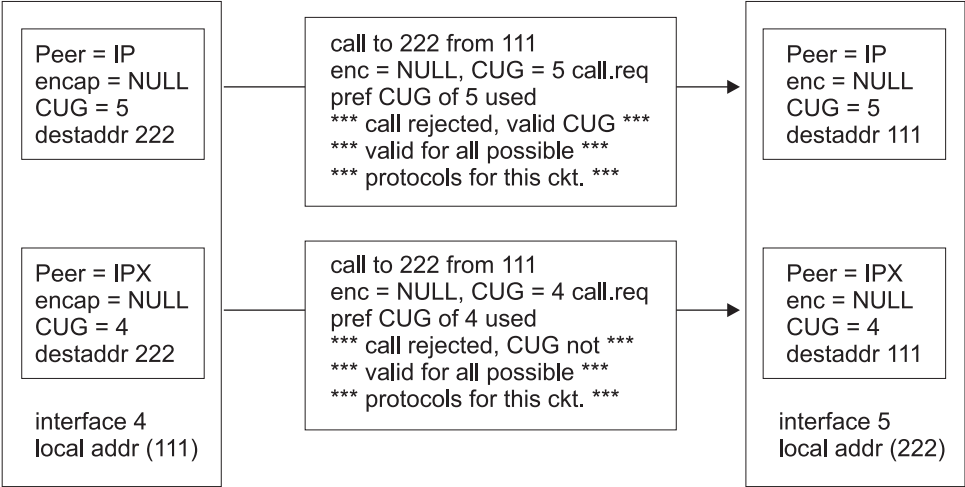 Peer = IP
encap = NULL
CUG = 5
destaddr 222
call to 222 from 111
enc = NULL, CUG = 5 call.req
pref CUG of 5 used
*** call rejected, valid CUG ***
*** valid for all possible ***
*** protocols for this ckt. ***
Peer = IP
enc = NULL
CUG = 5
destaddr 111
Peer = IPX
encap = NULL
CUG = 4
destaddr 222
call to 222 from 111
enc = NULL, CUG = 4 call.req
pref CUG of 4 used
*** call rejected, CUG not ***
*** valid for all possible ***
*** protocols for this ckt. ***
Peer = IPX
enc = NULL
CUG = 4
destaddr 111
interface 4
local addr (111)
interface 5
local addr (222)